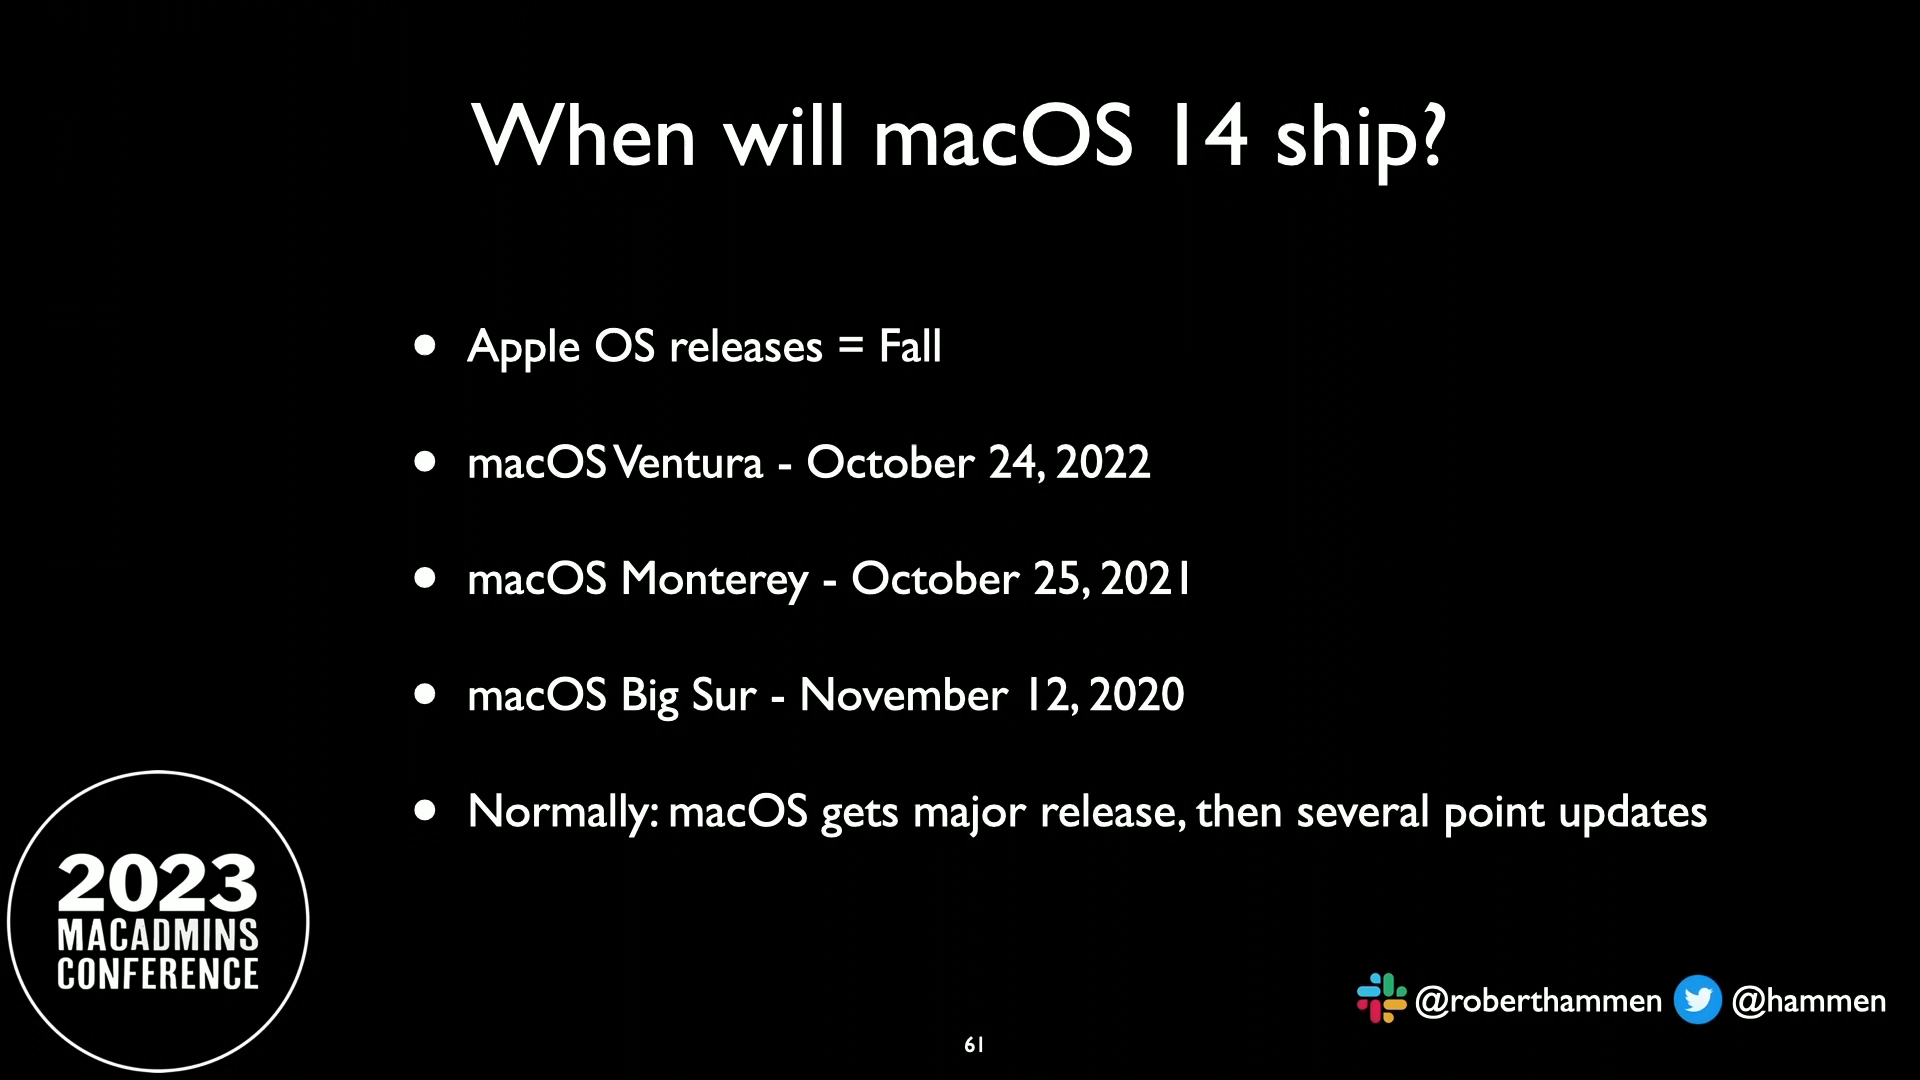 When will macOS 14 ship?
Apple OS releases = Fall
macOS Ventura - October 24, 2022
macOS Monterey - October 25, 2021
macOS Big Sur - November 12, 2020
Normally: macOS gets major release, then several point updates
2023
MACADMINS
CONFERENCE
@roberthammen @hammen
61